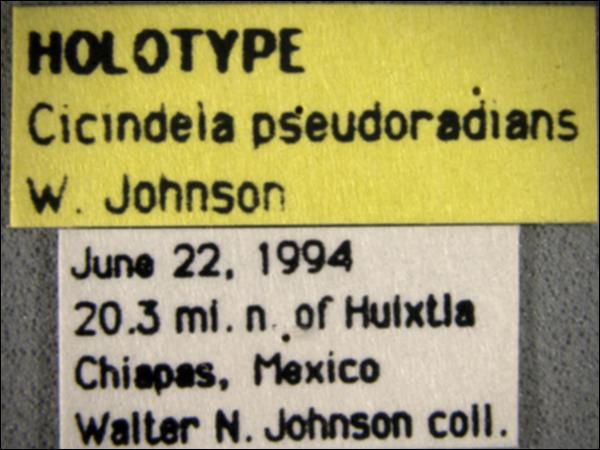 HOLOTYPE
Cicindela pseudoradians
W. Johnson
June 22, 1994
20.3 mi. n. of Huixtla
Chiapas, Mexico
Walter N. Johnson coll.